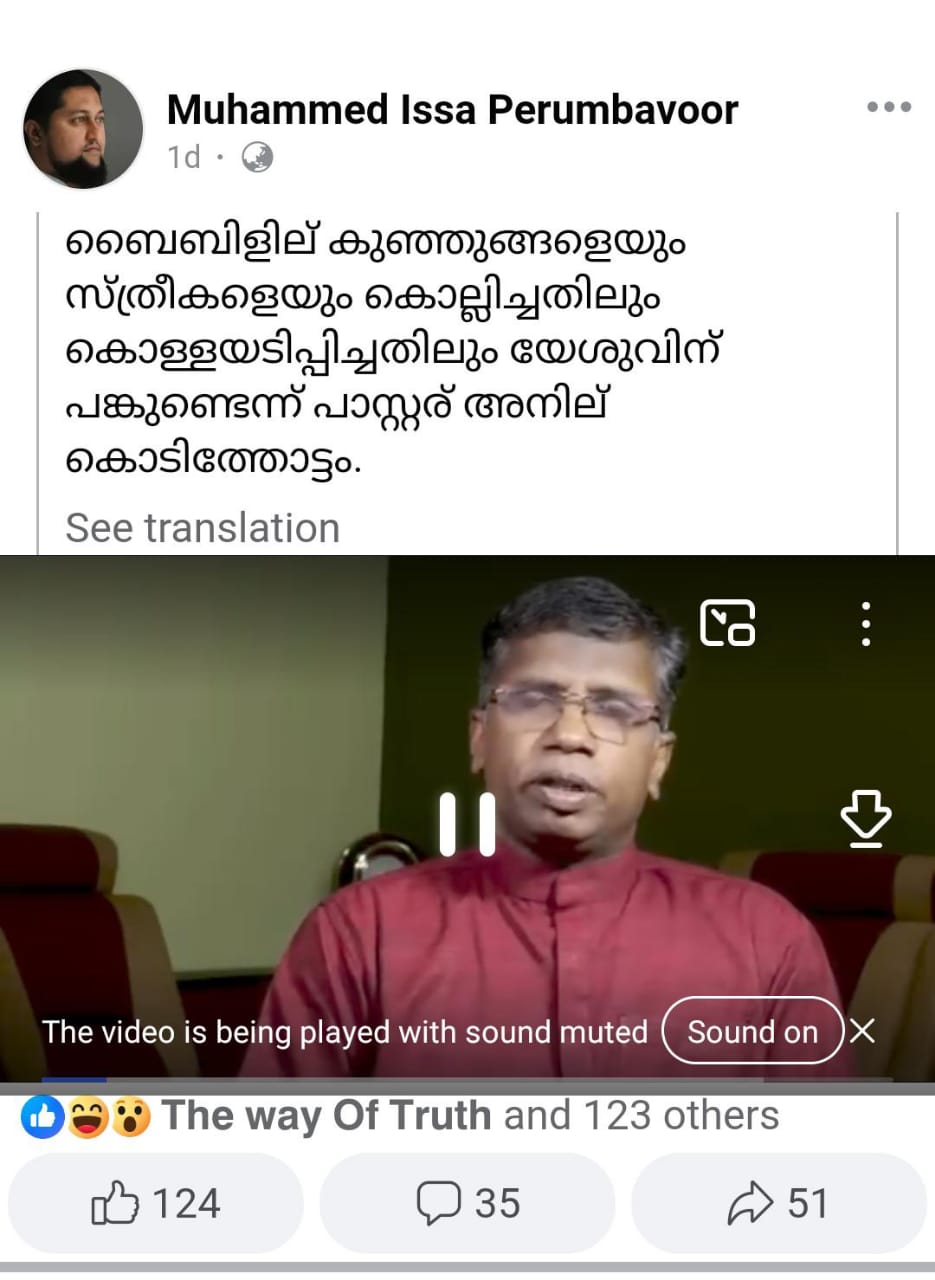 Muhammed Issa Perumbavoor
1d ·
ബൈബിളില് കുഞ്ഞുങ്ങളെയും
സ്ത്രീകളെയും കൊല്ലിച്ചതിലും
കൊള്ളയടിപ്പിച്ചതിലും യേശുവിന്
പങ്കുണ്ടെന്ന് പാസ്റ്റര് അനില്
കൊടിത്തോട്ടം.
See translation
The video is being played with sound muted Sound on
The way Of Truth and 123 others
124 35 51